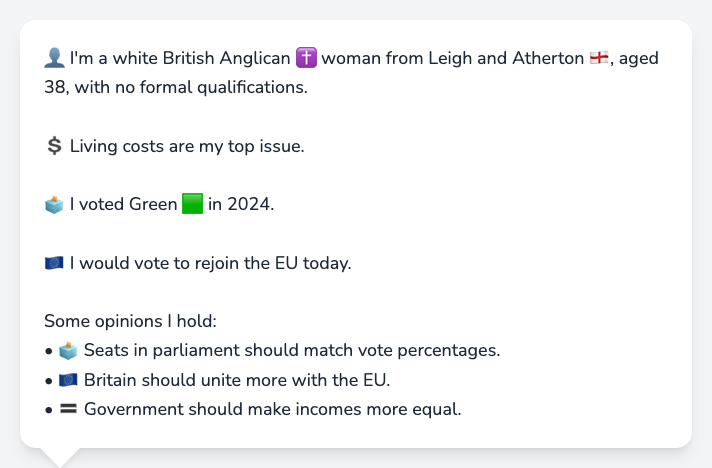 👤 I'm a white British Anglican ✝️ woman from Leigh and Atherton 🏴󠁧󠁢󠁥󠁮󠁧󠁿, aged
38, with no formal qualifications.
💲 Living costs are my top issue.
🗳️ I voted Green 🟩 in 2024.
🇪🇺 I would vote to rejoin the EU today.
Some opinions I hold:
• 🗳️ Seats in parliament should match vote percentages.
• 🇪🇺 Britain should unite more with the EU.
• 🟰 Government should make incomes more equal.